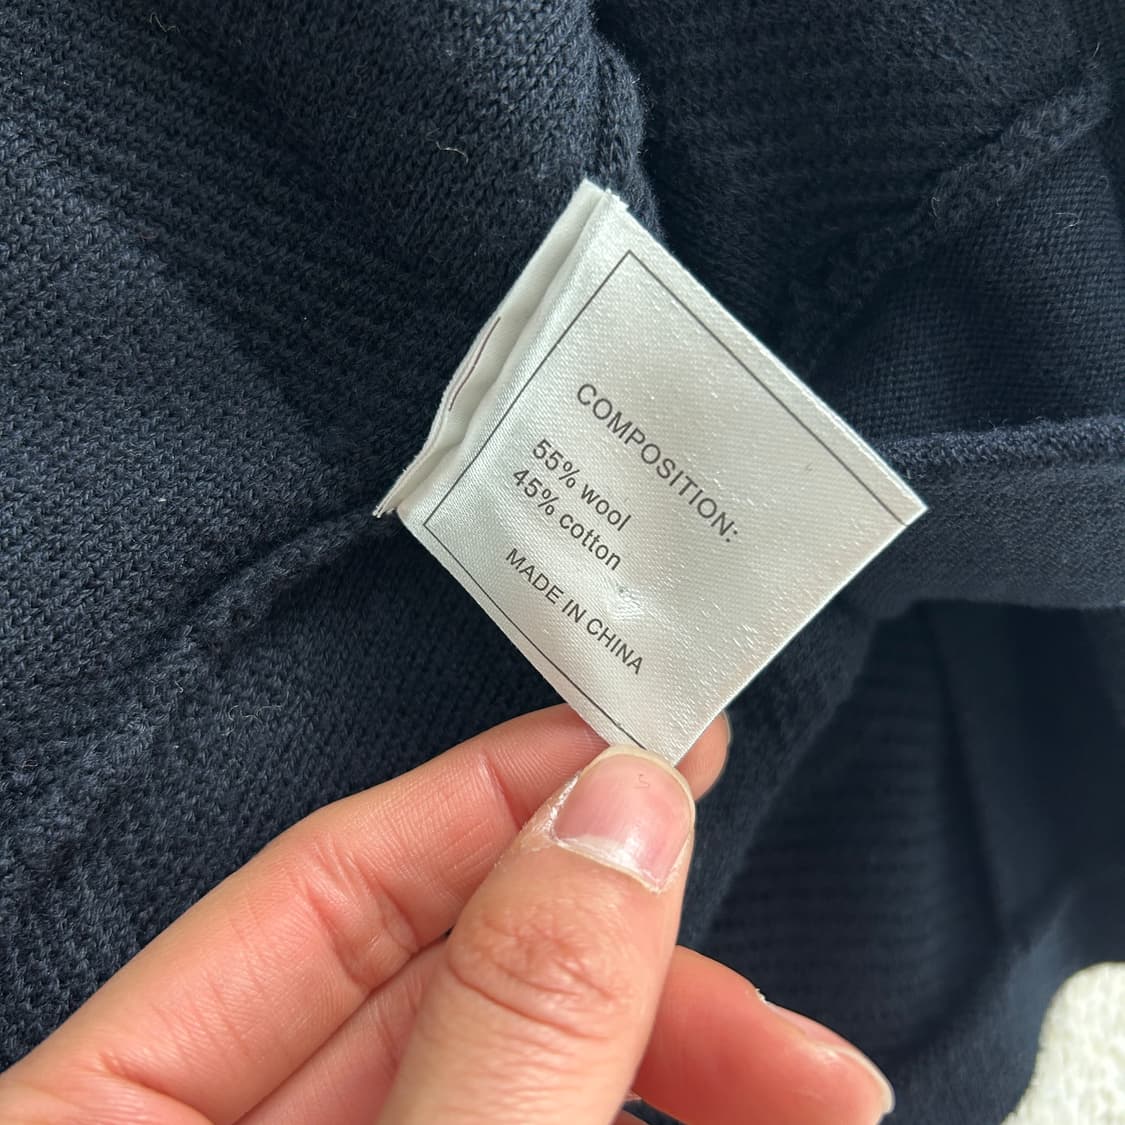 COMPOSITION:
55% wool
45% cotton
MADE IN CHINA